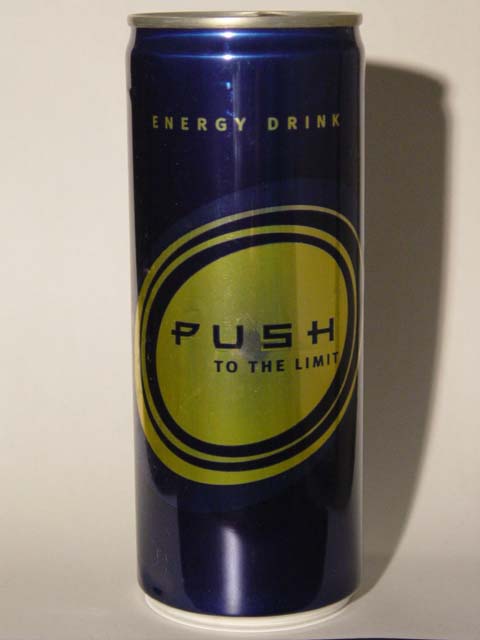 ENERGY DRINK
PUSH
TO THE LIMIT